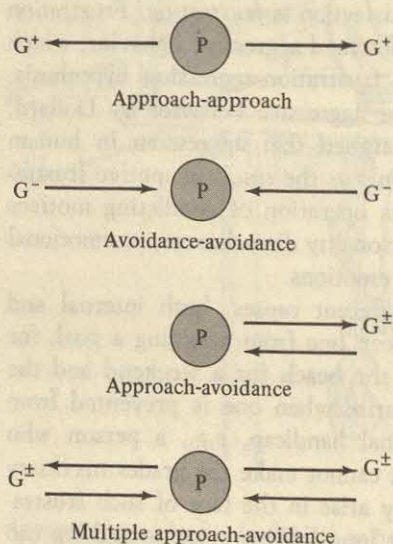 G+ P G+
Approach-approach
G- P G-
Avoidance-avoidance
P G±
Approach-avoidance
G± P G±
Multiple approach-avoidance